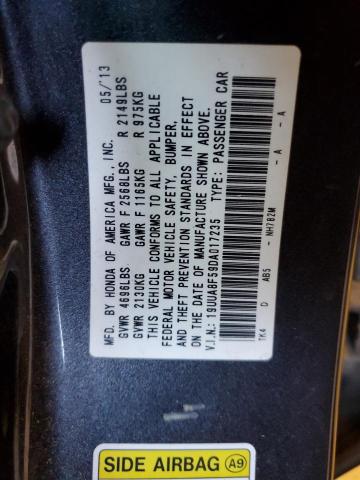 MFD. BY HONDA OF AMERICA MFG., INC. 05/'13
GVWR 4696LBS GAWR F 2568LBS R 2149LBS
GVWR 2130KG GAWR F 1165KG R 975KG
THIS VEHICLE CONFORMS TO ALL APPLICABLE
FEDERAL MOTOR VEHICLE SAFETY, BUMPER,
AND THEFT PREVENTION STANDARDS IN EFFECT
ON THE DATE OF MANUFACTURE SHOWN ABOVE.
V.I.N.: 19UUA8F59DA017235 TYPE: PASSENGER CAR
TK4 D AB5 - NH782M - A - A
SIDE AIRBAG A9